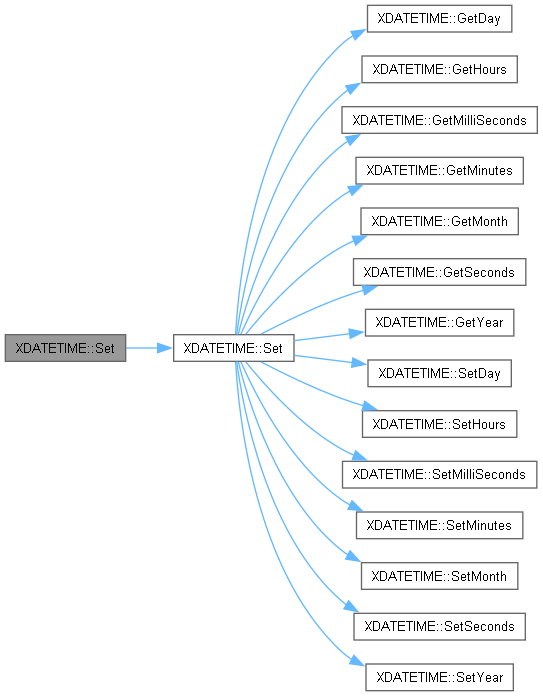 XDATETIME::Set
XDATETIME::Set
XDATETIME::GetDay
XDATETIME::GetHours
XDATETIME::GetMilliSeconds
XDATETIME::GetMinutes
XDATETIME::GetMonth
XDATETIME::GetSeconds
XDATETIME::GetYear
XDATETIME::SetDay
XDATETIME::SetHours
XDATETIME::SetMilliSeconds
XDATETIME::SetMinutes
XDATETIME::SetMonth
XDATETIME::SetSeconds
XDATETIME::SetYear